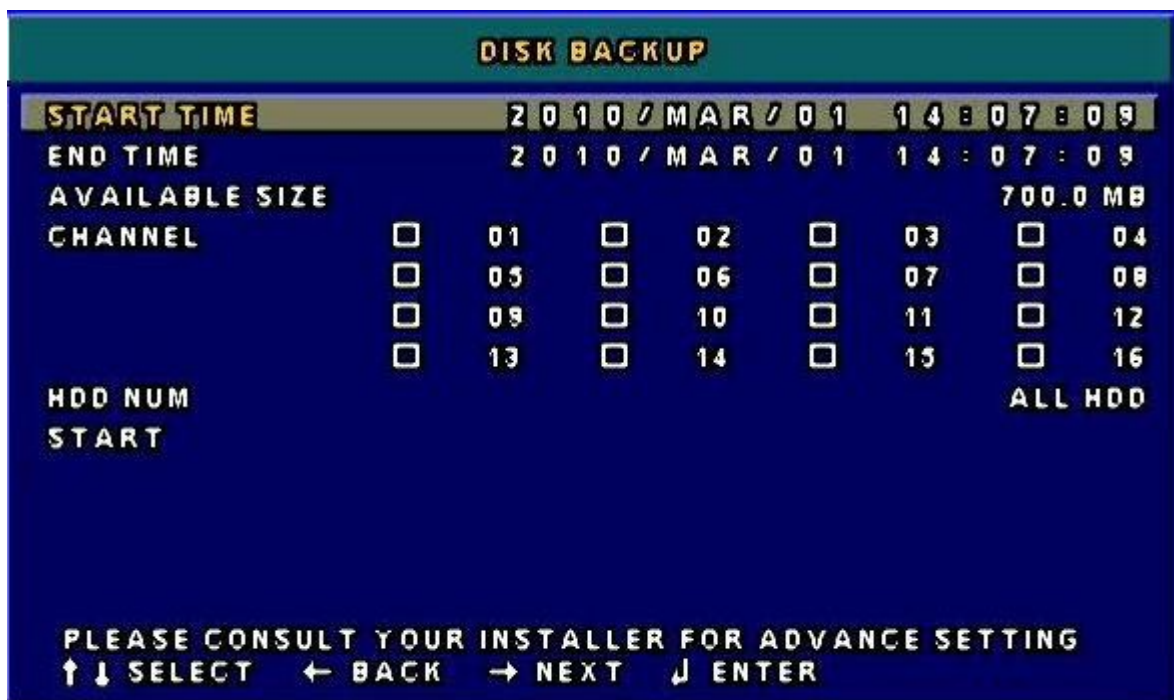 DISK BACKUP
START TIME 2010/MAR/01 14:07:09
END TIME 2010/MAR/01 14:07:09
AVAILABLE SIZE 700.0 MB
CHANNEL □ 01 □ 02 □ 03 □ 04
□ 05 □ 06 □ 07 □ 08
□ 09 □ 10 □ 11 □ 12
□ 13 □ 14 □ 15 □ 16
HDD NUM ALL HDD
START
PLEASE CONSULT YOUR INSTALLER FOR ADVANCE SETTING
↑↓ SELECT ← BACK → NEXT ↲ ENTER